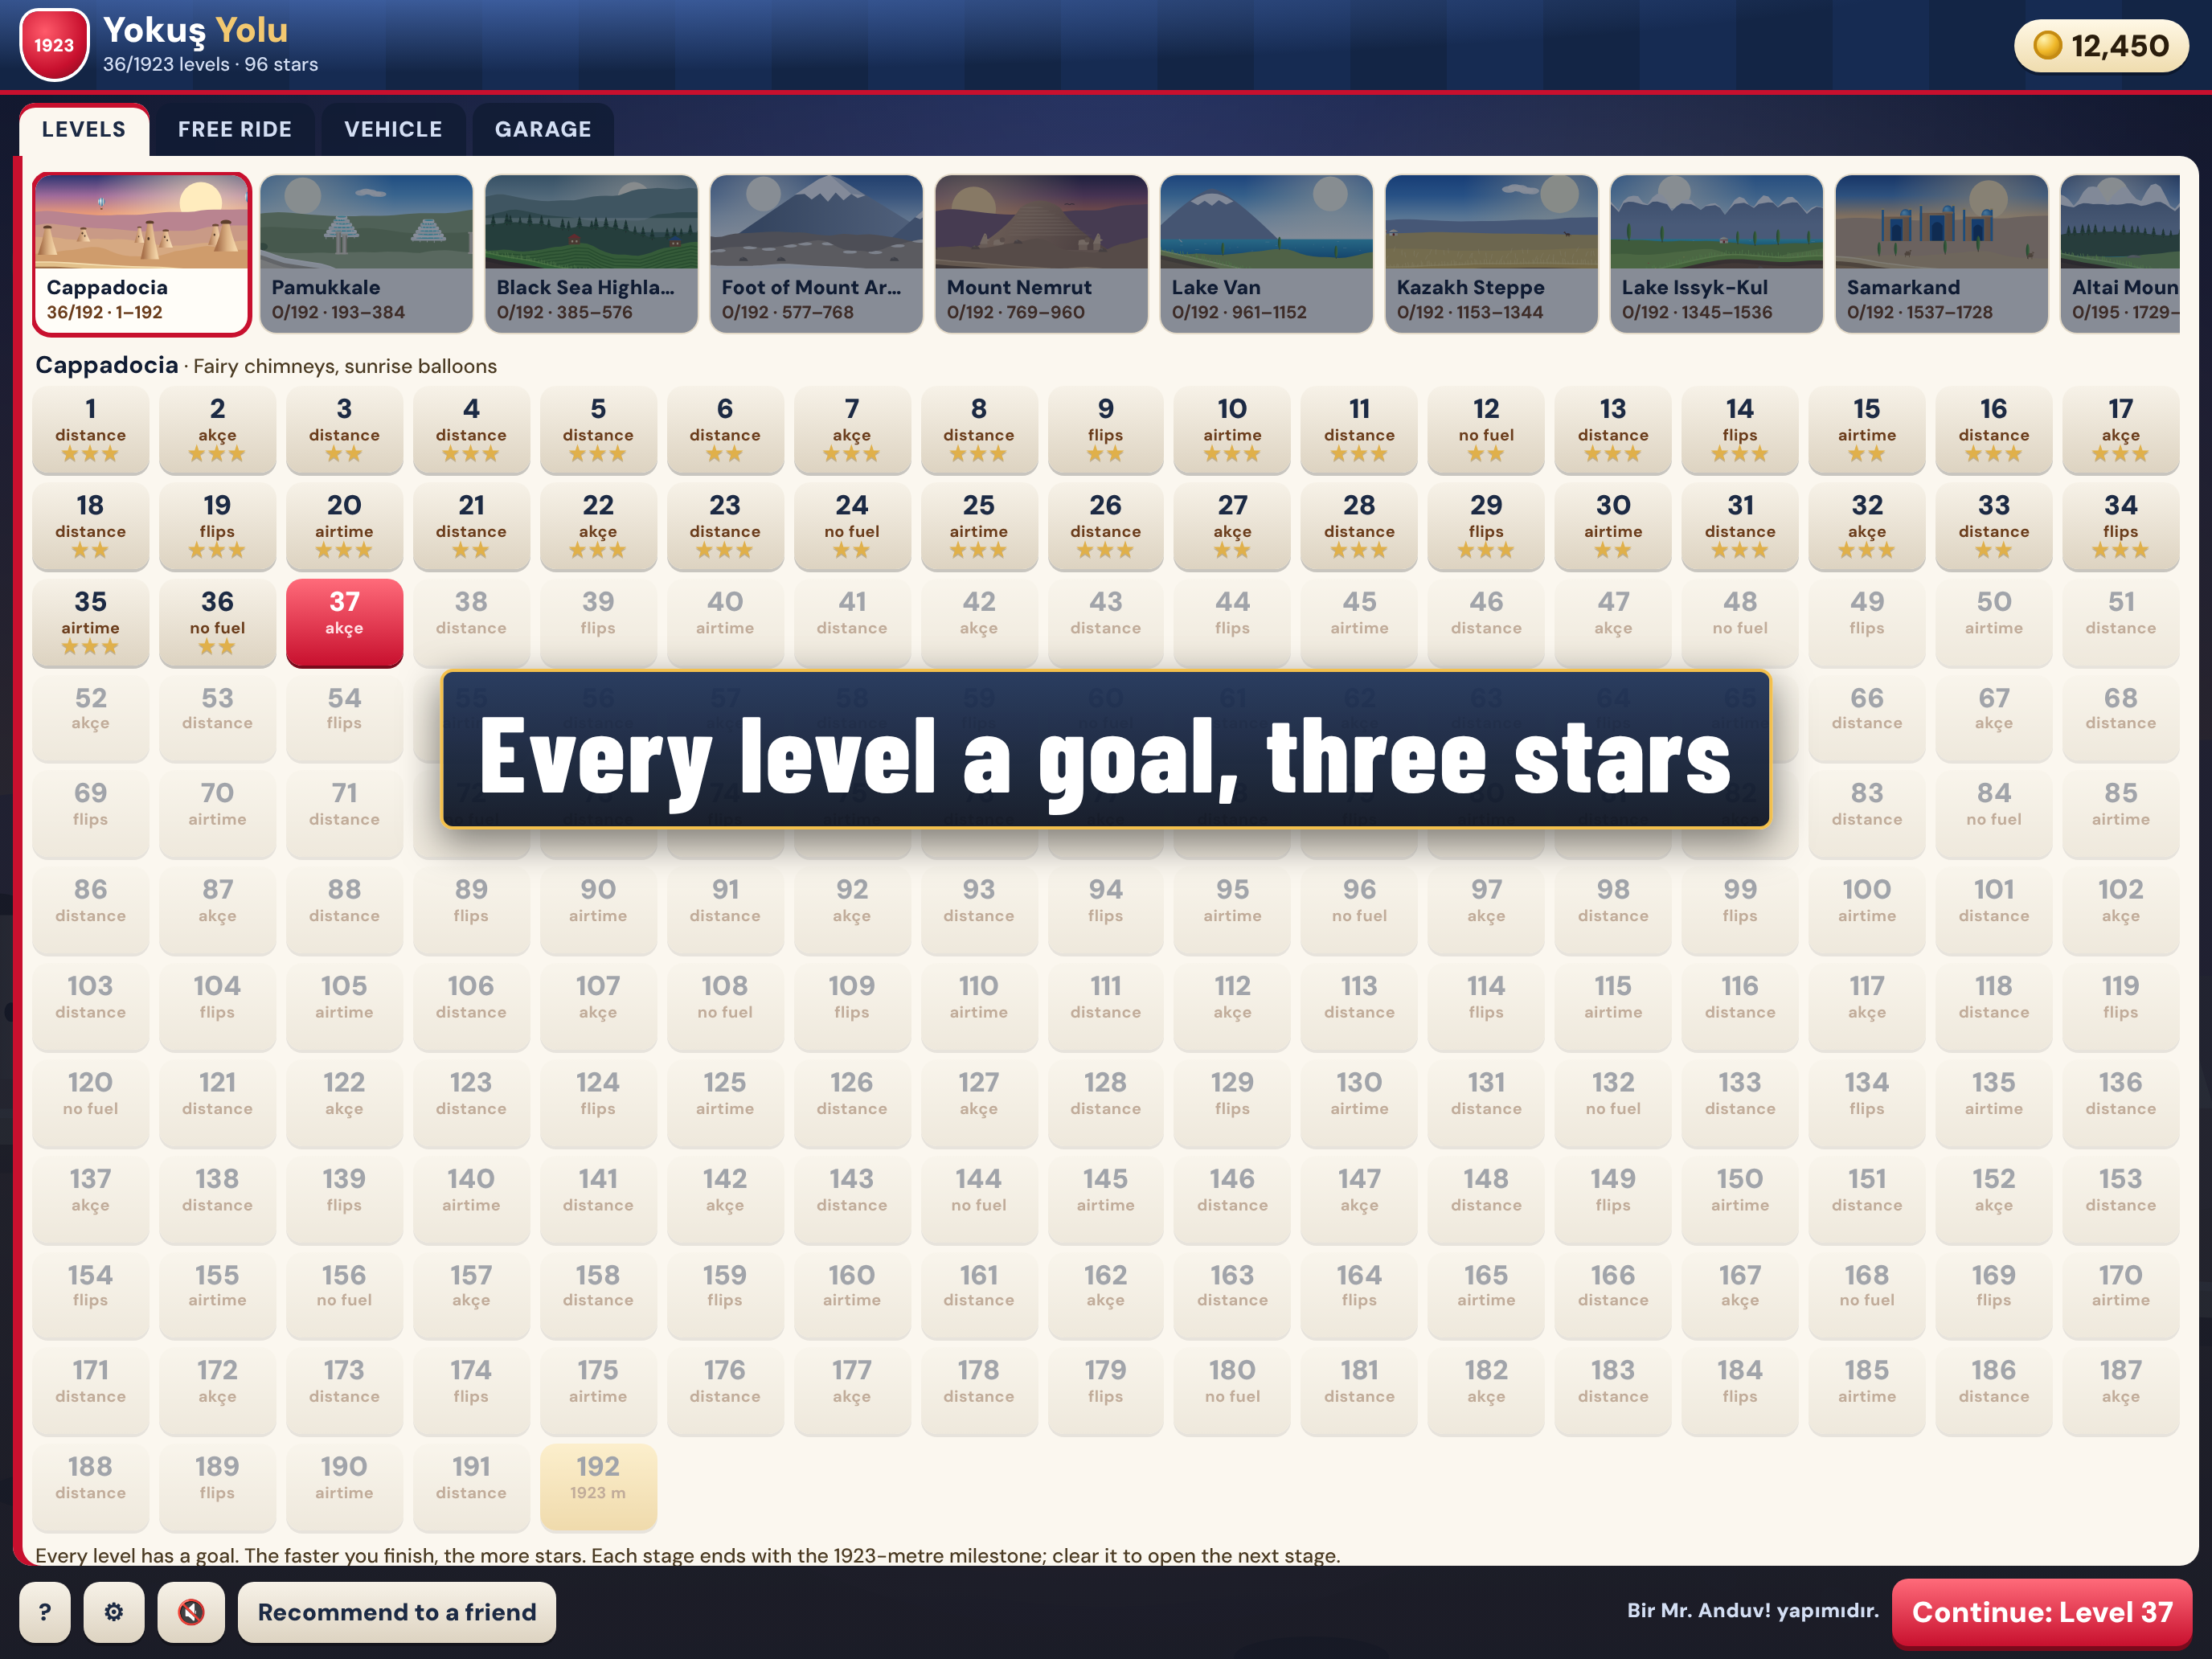 1923
Yokuş Yolu
36/1923 levels · 96 stars
12,450
LEVELS FREE RIDE VEHICLE GARAGE
Cappadocia Pamukkale Black Sea Highla... Foot of Mount Ar... Mount Nemrut Lake Van Kazakh Steppe Lake Issyk-Kul Samarkand Altai Moun
36/192 · 1–192 0/192 · 193–384 0/192 · 385–576 0/192 · 577–768 0/192 · 769–960 0/192 · 961–1152 0/192 · 1153–1344 0/192 · 1345–1536 0/192 · 1537–1728 0/195 · 1729–
Cappadocia · Fairy chimneys, sunrise balloons
1 2 3 4 5 6 7 8 9 10 11 12 13 14 15 16 17
distance akçe distance distance distance distance akçe distance flips airtime distance no fuel distance flips airtime distance akçe
18 19 20 21 22 23 24 25 26 27 28 29 30 31 32 33 34
distance flips airtime distance akçe distance no fuel airtime distance akçe distance flips airtime distance akçe distance flips
35 36 37 38 39 40 41 42 43 44 45 46 47 48 49 50 51
airtime no fuel akçe distance flips airtime distance akçe distance flips airtime distance akçe no fuel flips airtime distance
52 53 54 55 56 57 58 59 60 61 62 63 64 65 66 67 68
akçe distance flips distance akçe distance
Every level a goal, three stars
69 70 71 83 84 85
flips airtime distance distance no fuel airtime
86 87 88 89 90 91 92 93 94 95 96 97 98 99 100 101 102
distance akçe distance flips airtime distance akçe distance flips airtime no fuel akçe distance flips airtime distance akçe
103 104 105 106 107 108 109 110 111 112 113 114 115 116 117 118 119
distance flips airtime distance akçe no fuel flips airtime distance akçe distance flips airtime distance akçe distance flips
120 121 122 123 124 125 126 127 128 129 130 131 132 133 134 135 136
no fuel distance akçe distance flips airtime distance akçe distance flips airtime distance no fuel distance flips airtime distance
137 138 139 140 141 142 143 144 145 146 147 148 149 150 151 152 153
akçe distance flips airtime distance akçe distance no fuel airtime distance akçe distance flips airtime distance akçe distance
154 155 156 157 158 159 160 161 162 163 164 165 166 167 168 169 170
flips airtime no fuel akçe distance flips airtime distance akçe distance flips airtime distance akçe no fuel flips airtime
171 172 173 174 175 176 177 178 179 180 181 182 183 184 185 186 187
distance akçe distance flips airtime distance akçe distance flips no fuel distance akçe distance flips airtime distance akçe
188 189 190 191 192
distance flips airtime distance 1923 m
Every level has a goal. The faster you finish, the more stars. Each stage ends with the 1923-metre milestone; clear it to open the next stage.
? Recommend to a friend Bir Mr. Anduv! yapımıdır. Continue: Level 37